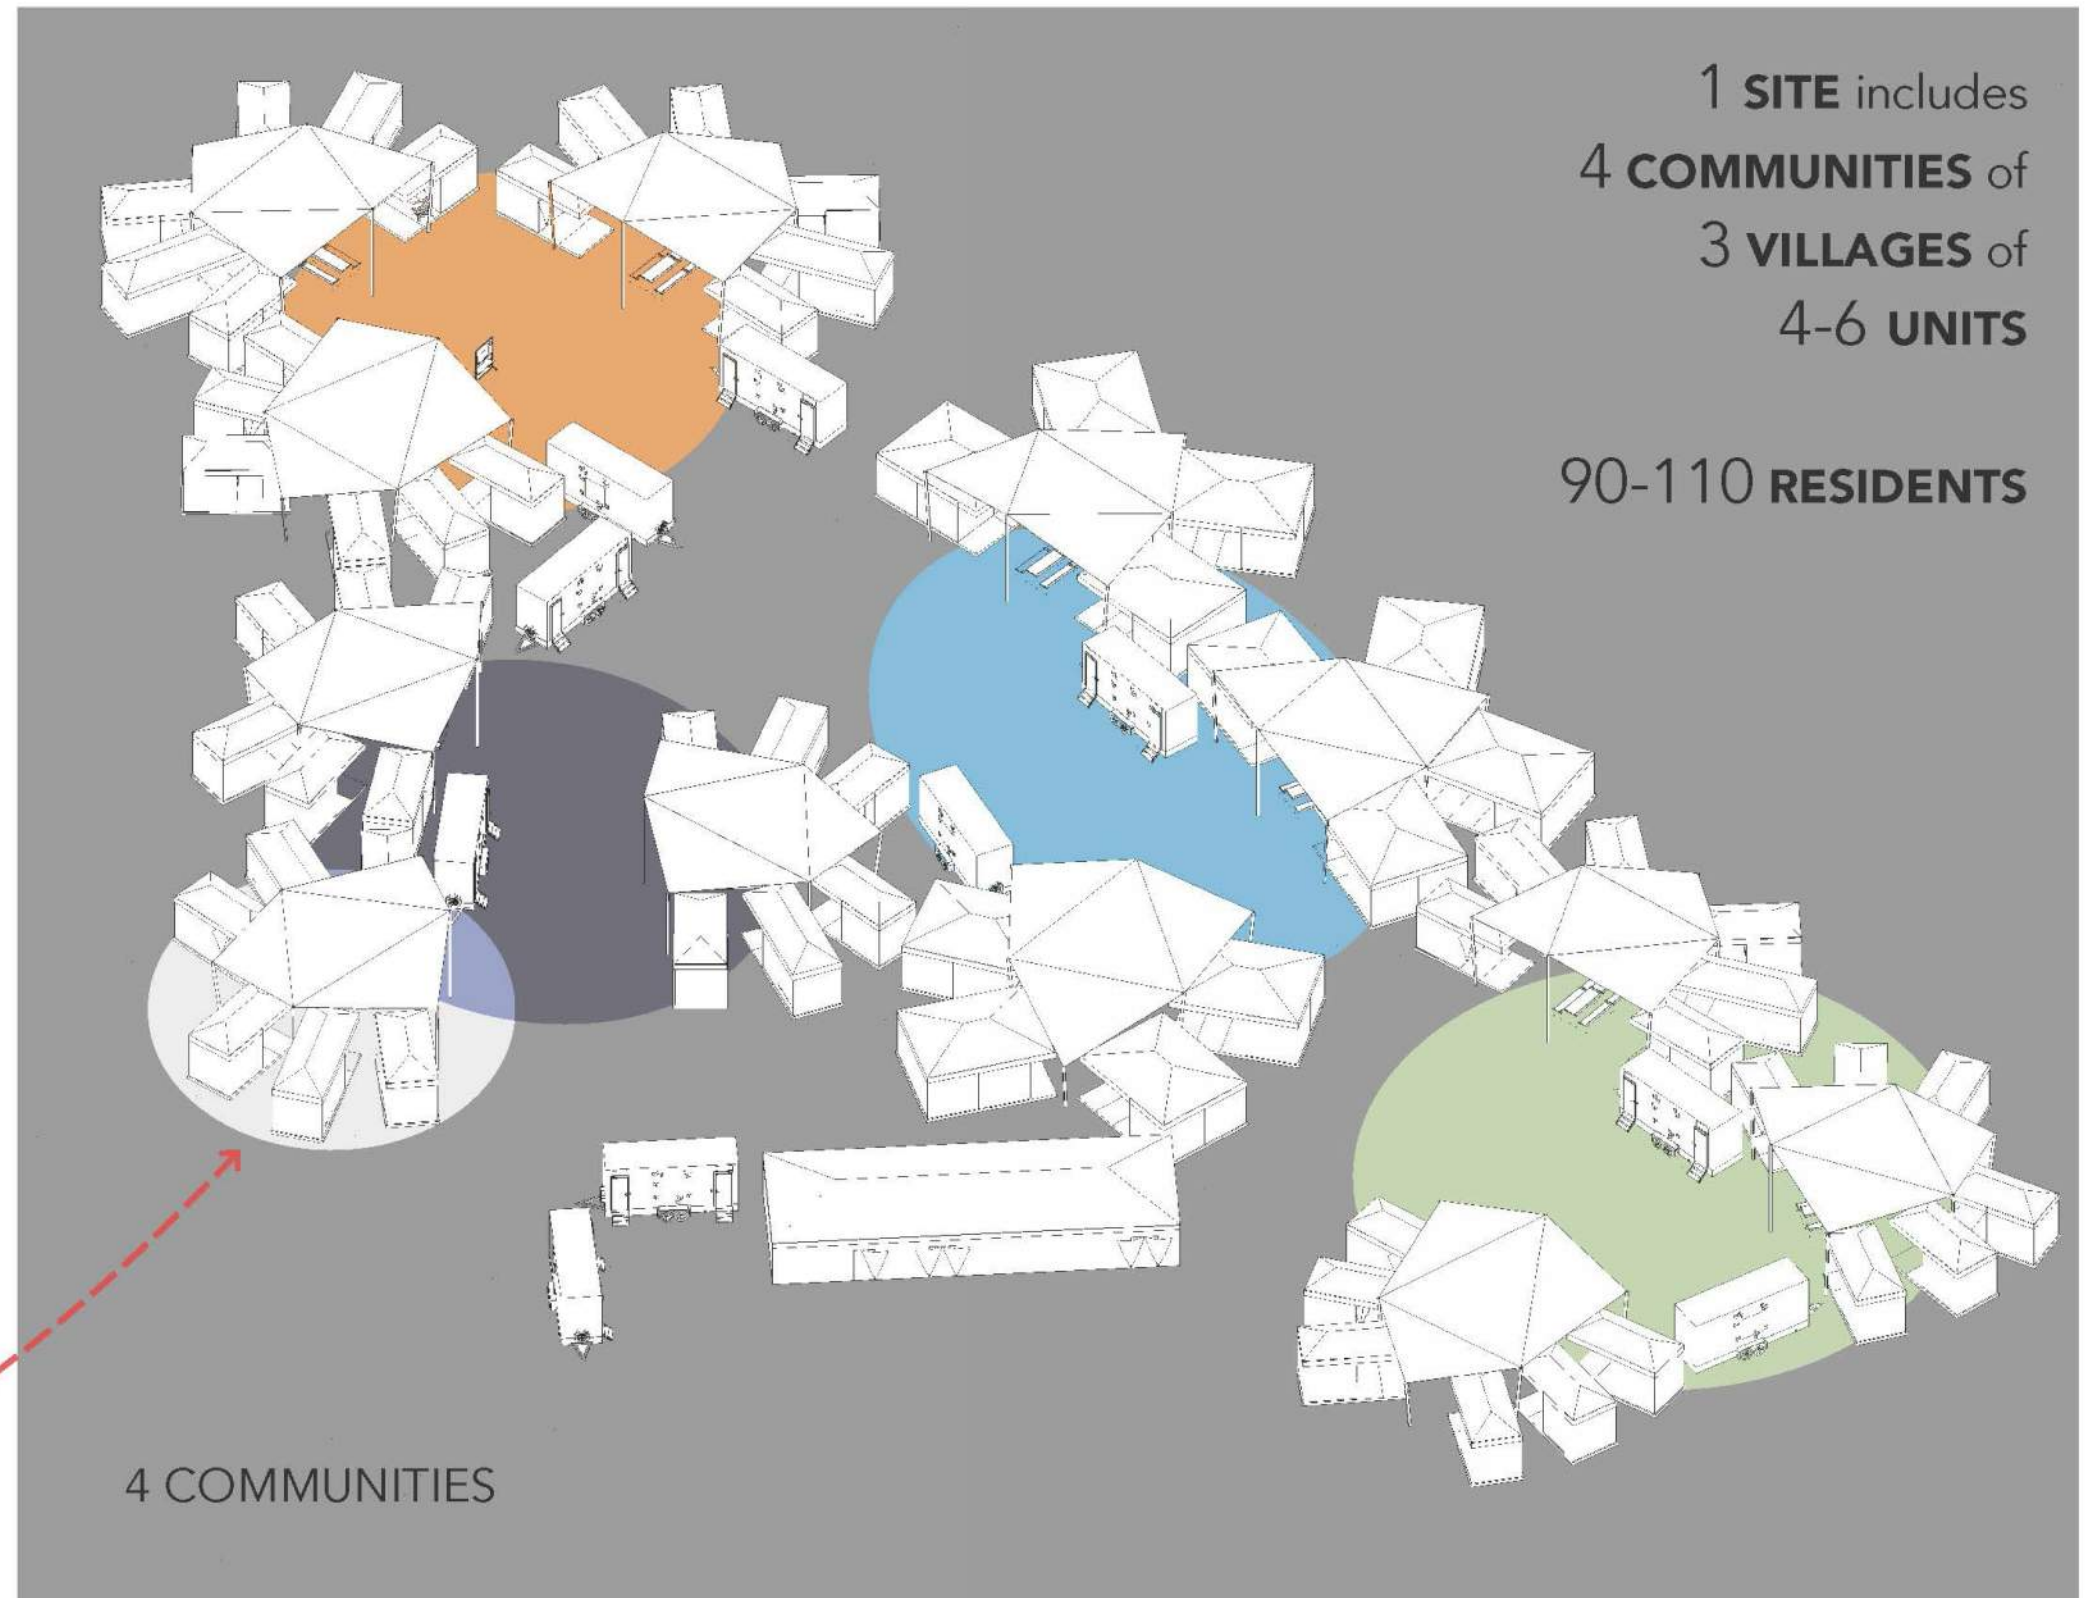 1 SITE includes
4 COMMUNITIES of
3 VILLAGES of
4-6 UNITS
90-110 RESIDENTS
4 COMMUNITIES